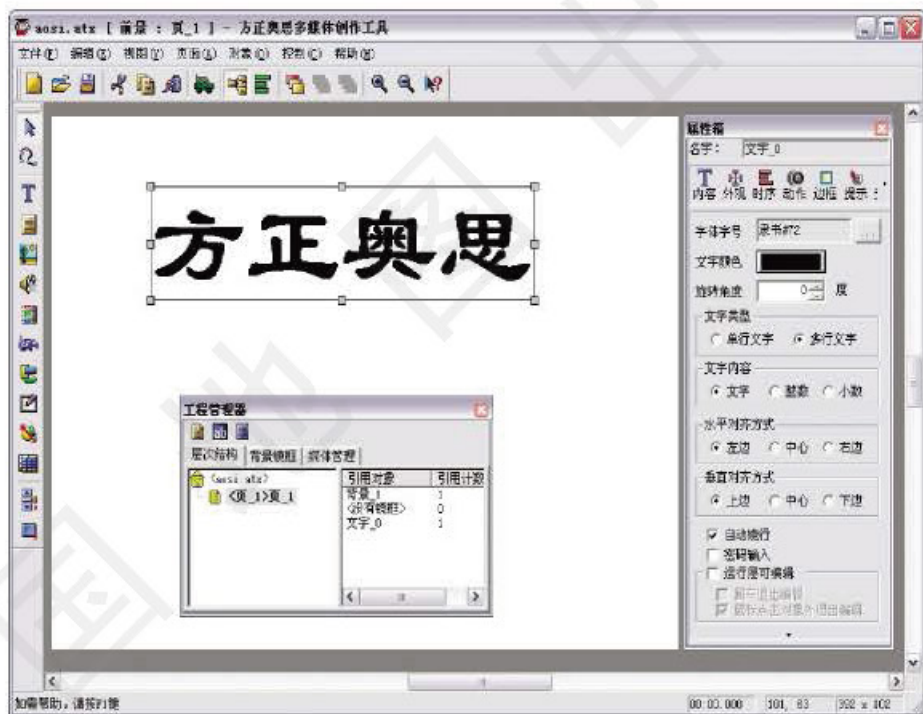 aosi.atx [ 前景 : 页_1 ] - 方正奥思多媒体创作工具
文件(F) 编辑(E) 视图(V) 页面(A) 对象(O) 控制(C) 帮助(H)
方正奥思
属性箱
名字: 文字_0
内容 外观 时序 动作 边框 提示
字体字号 隶书#72 ...
文字颜色
旋转角度 0 度
文字类型
单行文字 多行文字
文字内容
文字 整数 小数
水平对齐方式
左边 中心 右边
垂直对齐方式
上边 中心 下边
自动绕行
密码输入
运行是可编辑
工程管理器
层次结构 背景镜框 媒体管理
(aosi atx)
<页_1>页_1
引用对象 引用计数
背景_1 1
<没有镜框> 0
文字_0 1
如需帮助，请按F1键
00:00.000 101, 83 392 x 102